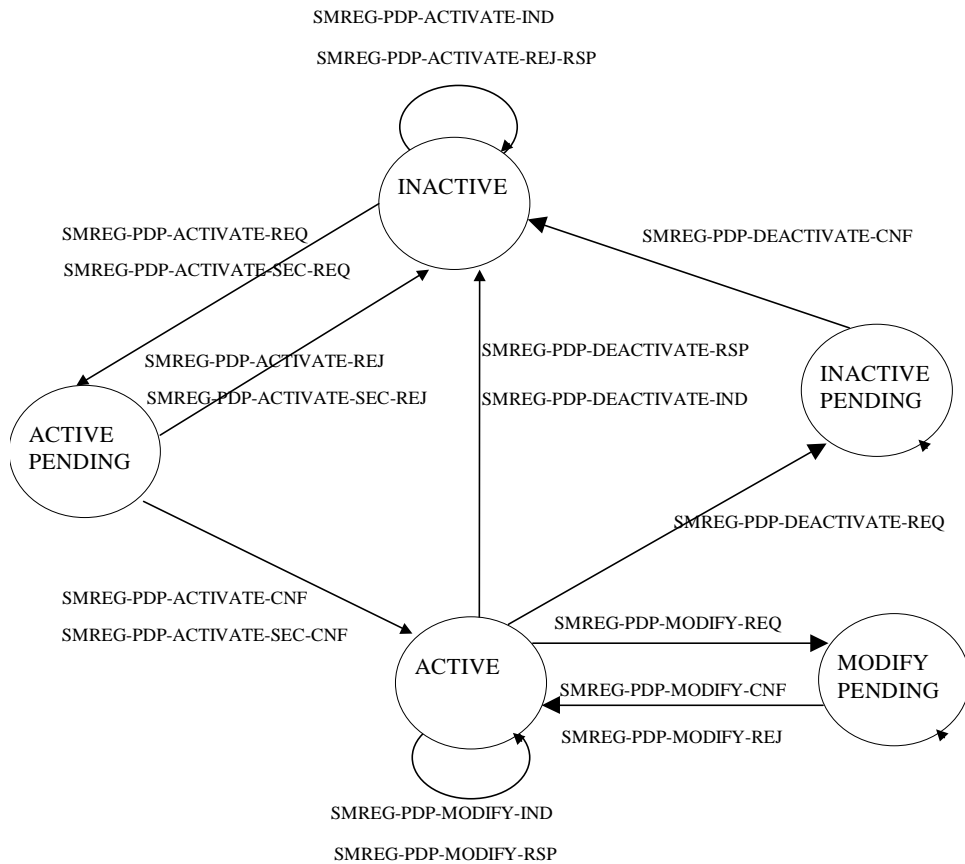 SMREG-PDP-ACTIVATE-IND
SMREG-PDP-ACTIVATE-REJ-RSP
INACTIVE
SMREG-PDP-ACTIVATE-REQ
SMREG-PDP-ACTIVATE-SEC-REQ
SMREG-PDP-DEACTIVATE-CNF
SMREG-PDP-ACTIVATE-REJ
SMREG-PDP-ACTIVATE-SEC-REJ
SMREG-PDP-DEACTIVATE-RSP
SMREG-PDP-DEACTIVATE-IND
INACTIVE
PENDING
ACTIVE
PENDING
SMREG-PDP-DEACTIVATE-REQ
SMREG-PDP-ACTIVATE-CNF
SMREG-PDP-ACTIVATE-SEC-CNF
SMREG-PDP-MODIFY-REQ
ACTIVE
MODIFY
PENDING
SMREG-PDP-MODIFY-CNF
SMREG-PDP-MODIFY-REJ
SMREG-PDP-MODIFY-IND
SMREG-PDP-MODIFY-RSP